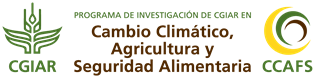 PROGRAMA DE INVESTIGACIÓN DE CGIAR EN
Cambio Climático,
Agricultura y
Seguridad Alimentaria
CGIAR
CCAFS